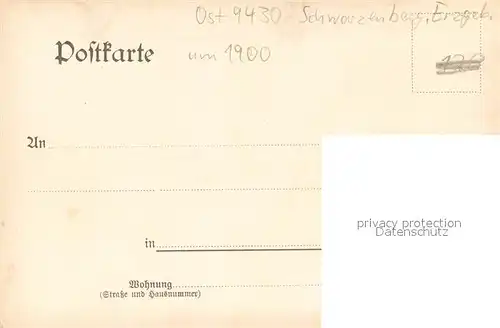 Ost 9430 Schwarzenberg, Erzgeb.
Postkarte um 1900
An
in
Wohnung
(Straße und Hausnummer)
privacy protection
Datenschutz